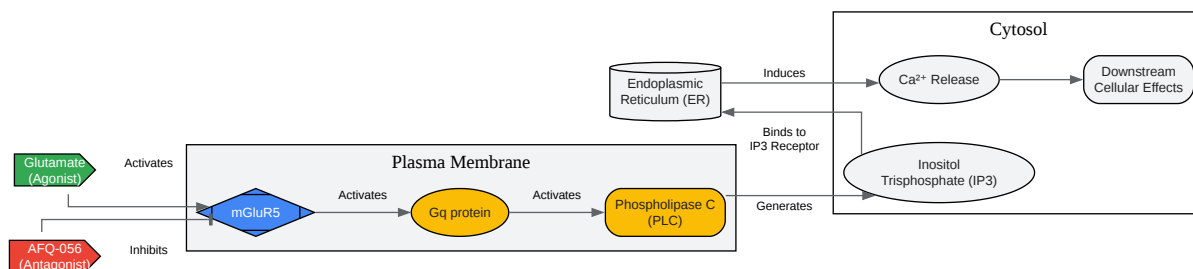 Cytosol
Endoplasmic
Reticulum (ER)
Induces
Ca²⁺ Release
Downstream
Cellular Effects
Binds to
IP3 Receptor
Inositol
Trisphosphate (IP3)
Plasma Membrane
Glutamate
(Agonist)
Activates
mGluR5
Activates
Gq protein
Activates
Phospholipase C
(PLC)
Generates
AFQ-056
(Antagonist)
Inhibits